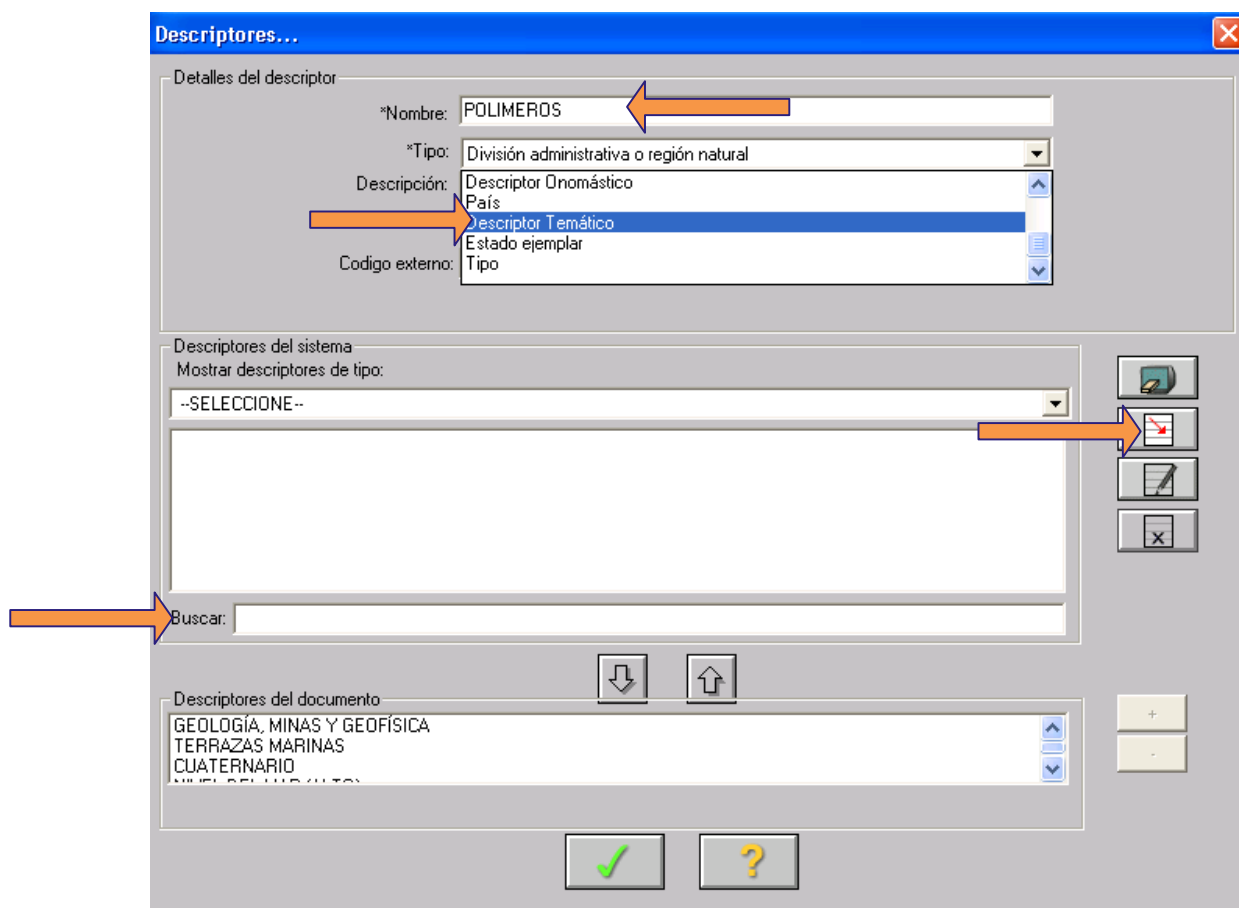 Descriptores...
Detalles del descriptor
*Nombre: POLIMEROS
*Tipo: División administrativa o región natural
Descripción: Descriptor Onomástico
País
Descriptor Temático
Estado ejemplar
Codigo externo: Tipo
Descriptores del sistema
Mostrar descriptores de tipo:
--SELECCIONE--
Buscar:
Descriptores del documento
GEOLOGÍA, MINAS Y GEOFÍSICA
TERRAZAS MARINAS
CUATERNARIO
+
-
?